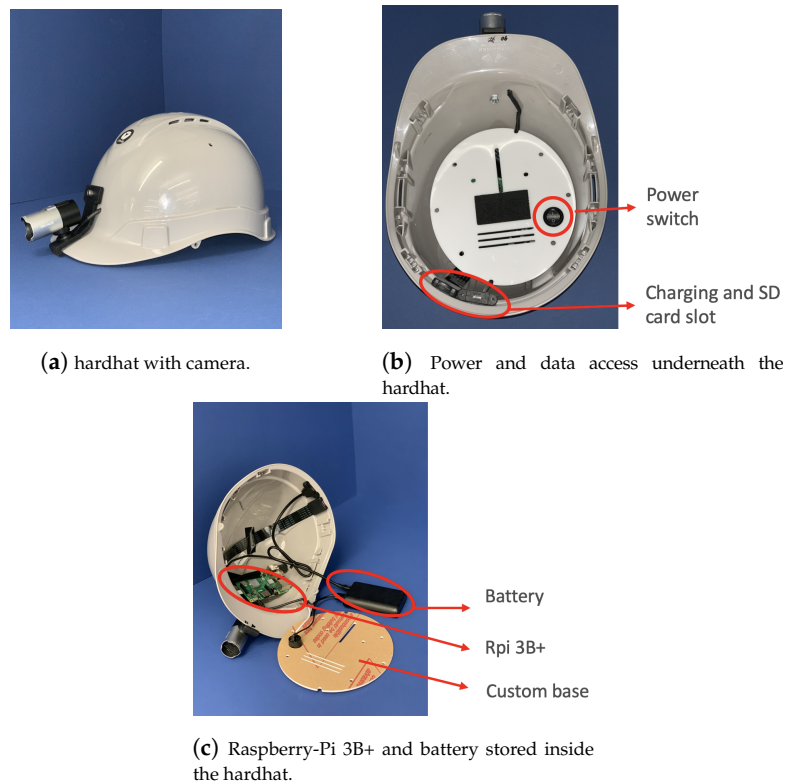 Power
switch
Charging and SD
card slot
(a) hardhat with camera.
(b) Power and data access underneath the
hardhat.
Battery
Rpi 3B+
Custom base
(c) Raspberry-Pi 3B+ and battery stored inside
the hardhat.